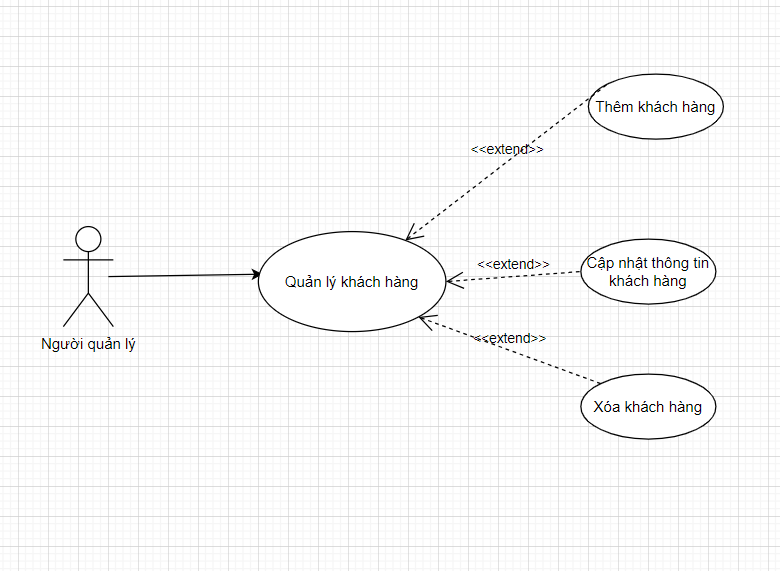 Thêm khách hàng
<<extend>>
<<extend>>
Cập nhật thông tin
khách hàng
Quản lý khách hàng
<<extend>>
Người quản lý
Xóa khách hàng